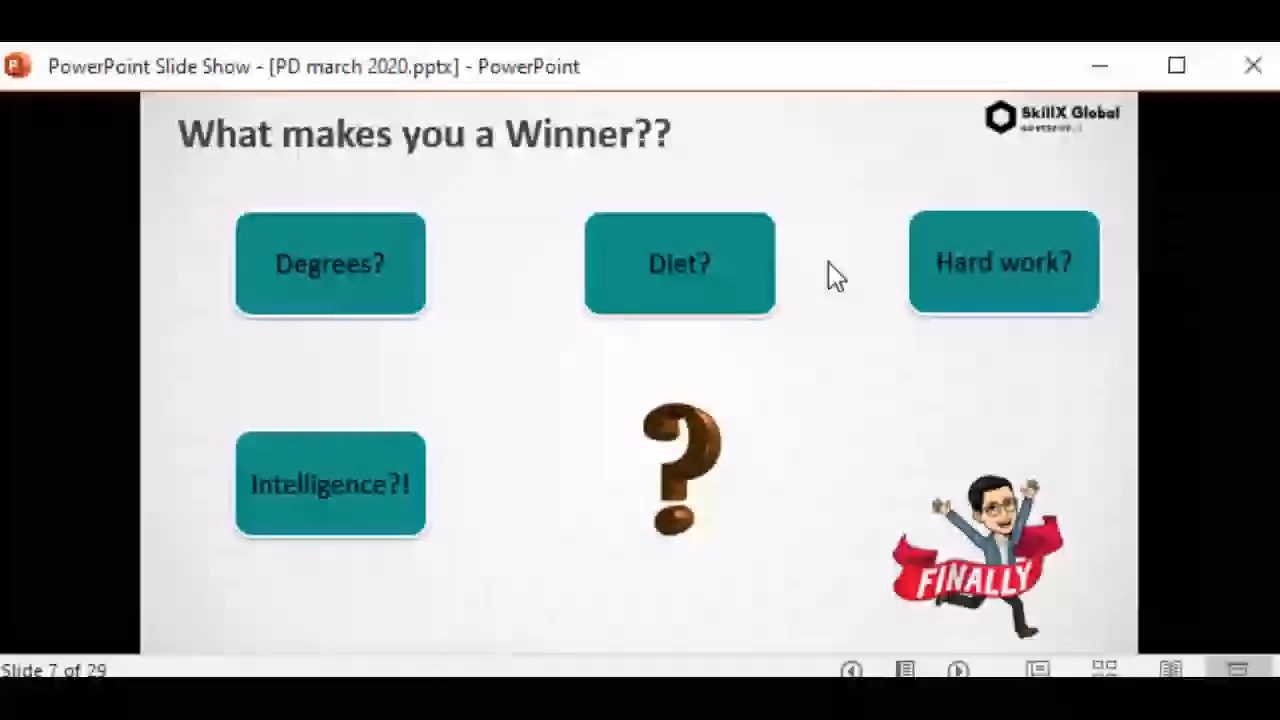 PowerPoint Slide Show - [PD march 2020.pptx] - PowerPoint
What makes you a Winner??
SkillX Global
Degrees?
Diet?
Hard work?
Intelligence?!
FINALLY
Slide 7 of 29